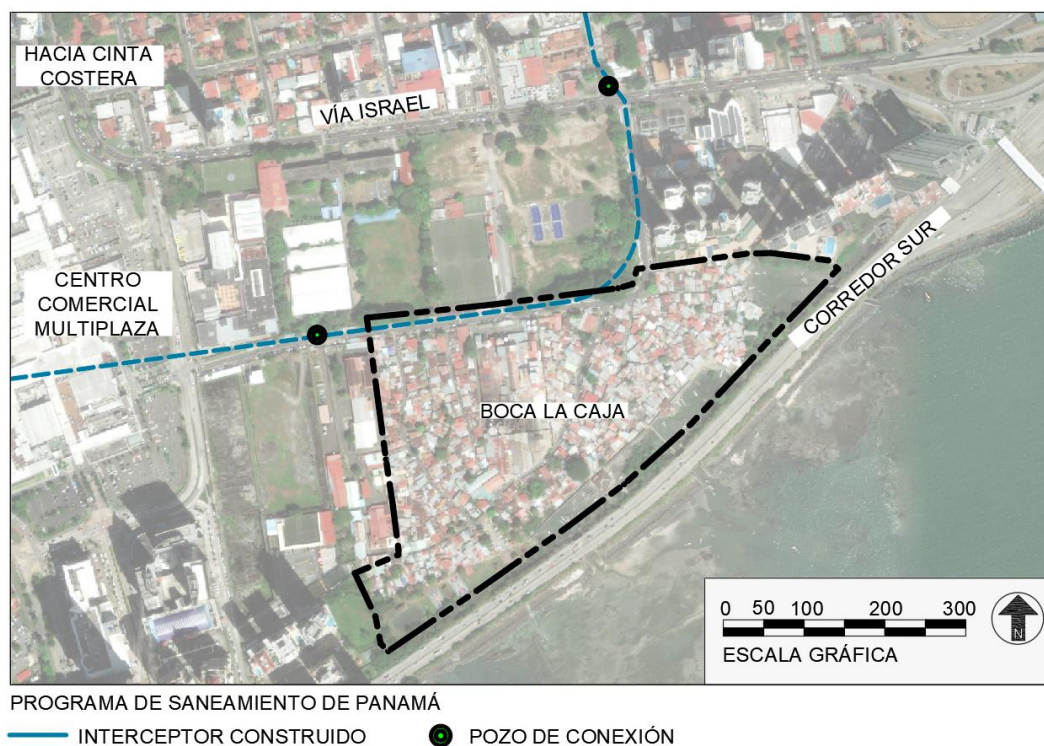 HACIA CINTA
COSTERA
VÍA ISRAEL
CENTRO
COMERCIAL
MULTIPLAZA
CORREDOR SUR
BOCA LA CAJA
0 50 100 200 300
ESCALA GRÁFICA
N
PROGRAMA DE SANEAMIENTO DE PANAMÁ
INTERCEPTOR CONSTRUIDO POZO DE CONEXIÓN